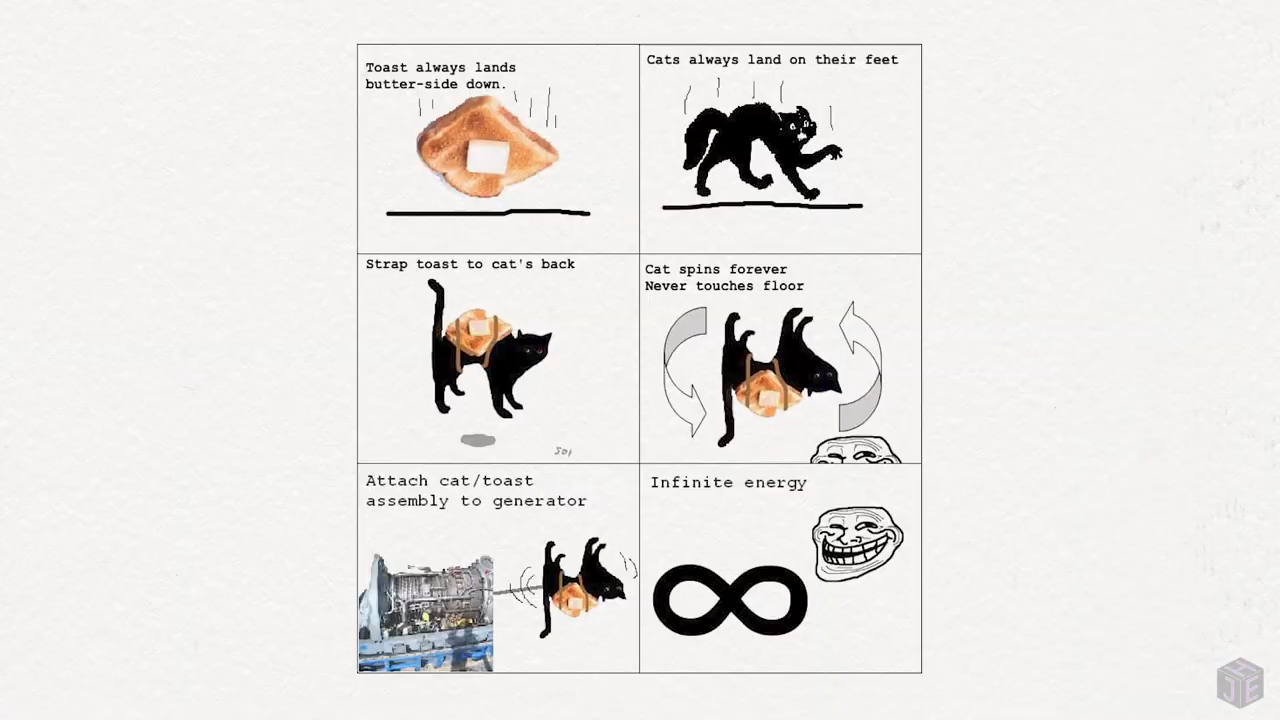 Toast always lands
butter-side down.
Cats always land on their feet
Strap toast to cat's back
Cat spins forever
Never touches floor
Attach cat/toast
assembly to generator
Infinite energy